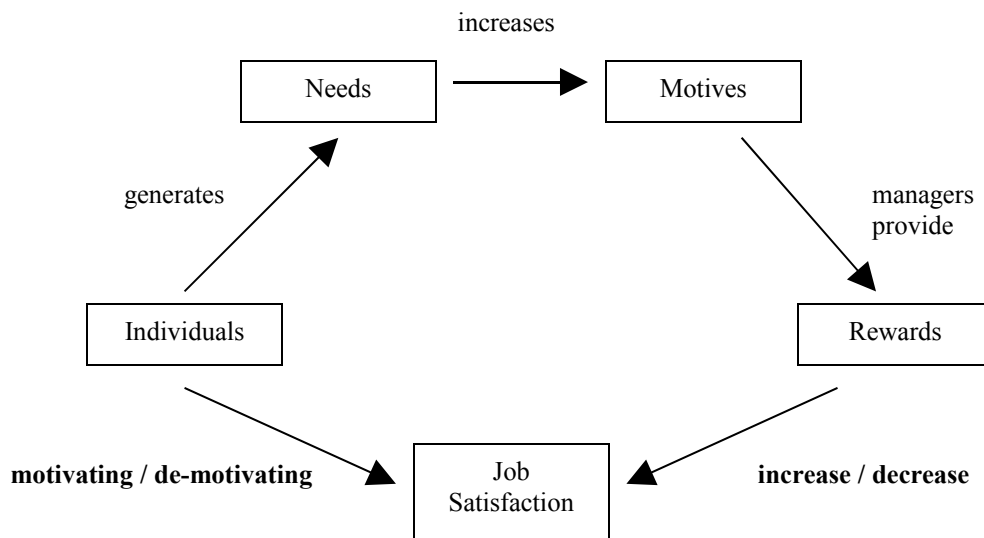 increases
Needs
Motives
generates
managers
provide
Individuals
Rewards
motivating / de-motivating
Job
Satisfaction
increase / decrease